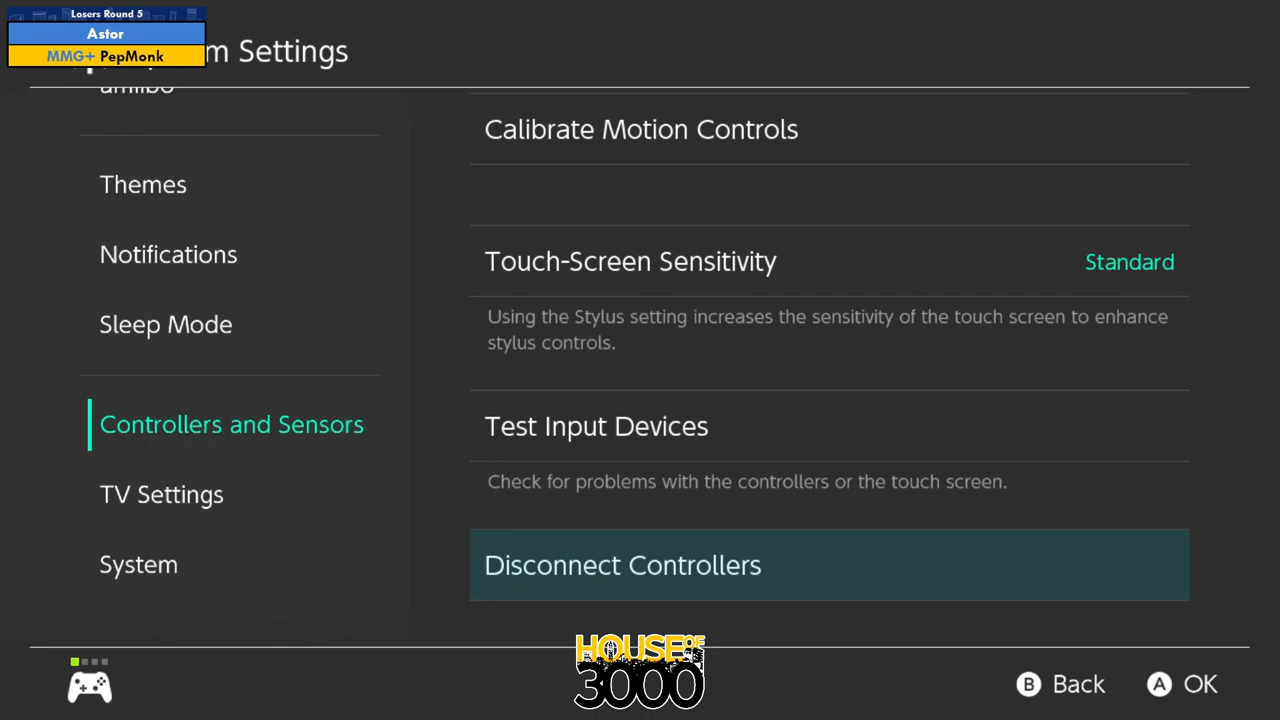 Losers Round 5
Astor
MMG+ PepMonk
m Settings
amiibo
Themes
Notifications
Sleep Mode
Controllers and Sensors
TV Settings
System
Calibrate Motion Controls
Touch-Screen Sensitivity Standard
Using the Stylus setting increases the sensitivity of the touch screen to enhance
stylus controls.
Test Input Devices
Check for problems with the controllers or the touch screen.
Disconnect Controllers
HOUSE OF
3000
B Back A OK